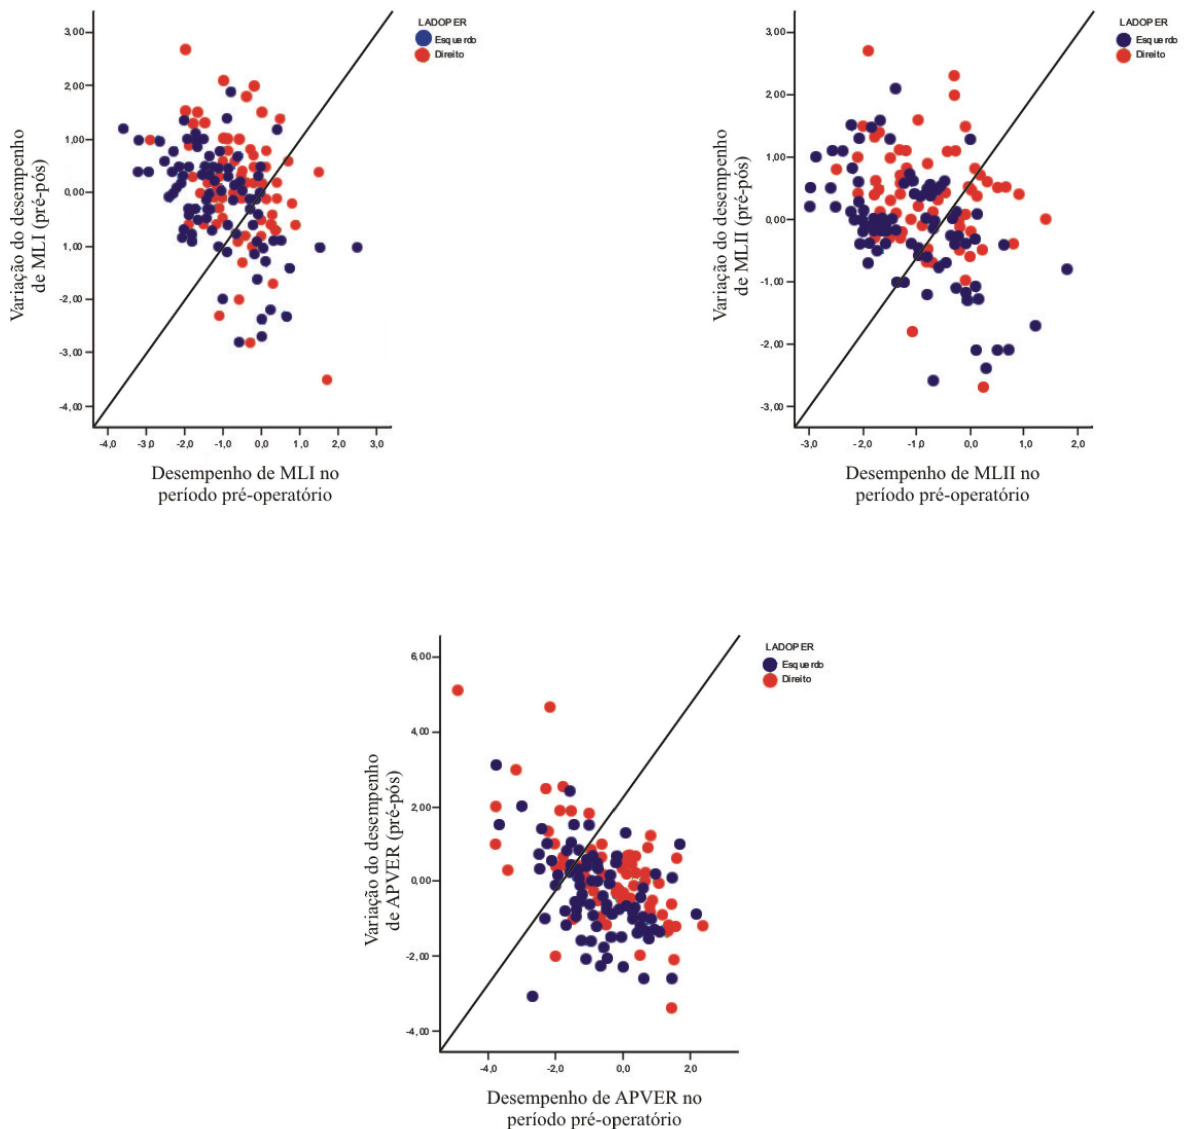 LADOPER
Esquerdo
Direito
3,00
2,00
1,00
0,00
1,00
-2,00
-3,00
-4,00
Variação do desempenho
de MLI (pré-pós)
-4,0 -3,0 -2,0 -1,0 0,0 1,0 2,0 3,0
Desempenho de MLI no
período pré-operatório
LADOPER
Esquerdo
Direito
3,00
2,00
1,00
0,00
-1,00
-2,00
-3,00
Variação do desempenho
de MLII (pré-pós)
-3,0 -2,0 -1,0 0,0 1,0 2,0
Desempenho de MLII no
período pré-operatório
LADOPER
Esquerdo
Direito
6,00
4,00
2,00
0,00
-2,00
-4,00
Variação do desempenho
de APVER (pré-pós)
-4,0 -2,0 0,0 2,0
Desempenho de APVER no
período pré-operatório